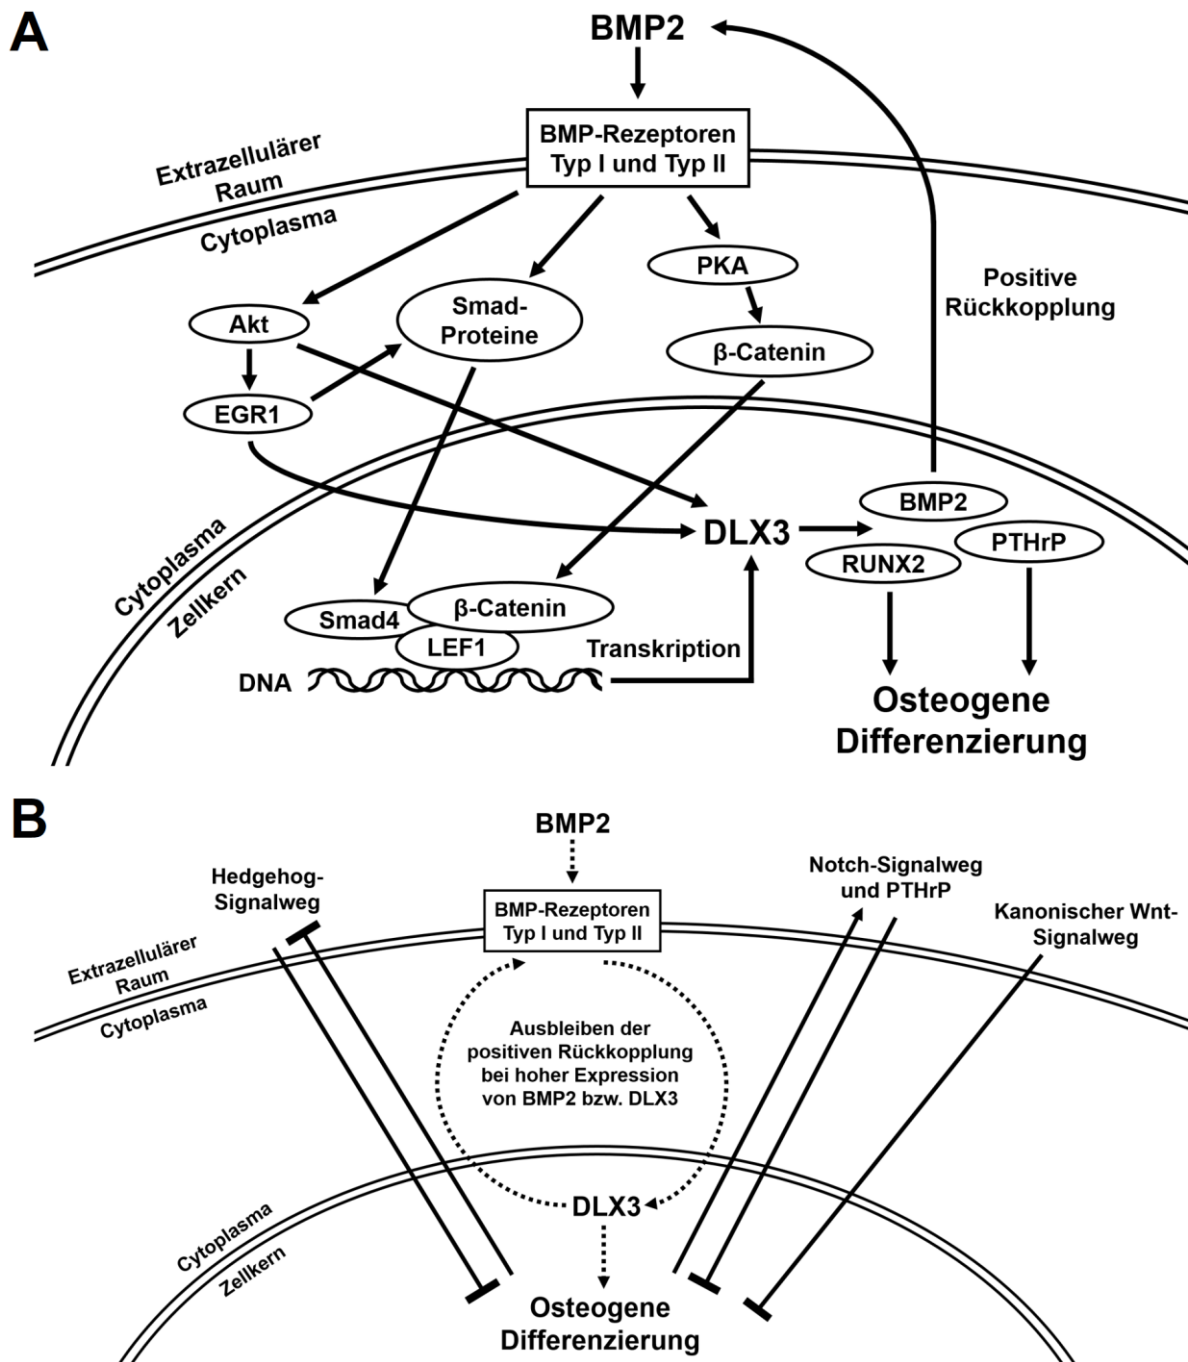 A
BMP2
BMP-Rezeptoren
Typ I und Typ II
Extrazellulärer
Raum
Cytoplasma
PKA
Positive
Rückkopplung
Smad-
Proteine
Akt
β-Catenin
EGR1
BMP2
DLX3
PTHrP
RUNX2
Cytoplasma
Zellkern
β-Catenin
Smad4
LEF1
Transkription
DNA
Osteogene
Differenzierung
B
BMP2
Hedgehog-
Signalweg
Notch-Signalweg
und PTHrP
BMP-Rezeptoren
Typ I und Typ II
Kanonischer Wnt-
Signalweg
Extrazellulärer
Raum
Cytoplasma
Ausbleiben der
positiven Rückkopplung
bei hoher Expression
von BMP2 bzw. DLX3
DLX3
Cytoplasma
Zellkern
Osteogene
Differenzierung